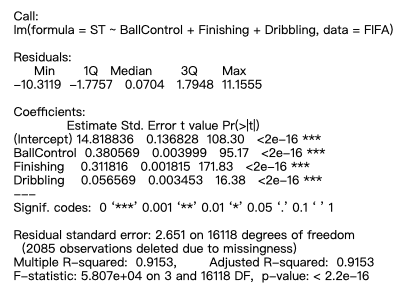 Call:
lm(formula = ST ~ BallControl + Finishing + Dribbling, data = FIFA)
Residuals:
Min 1Q Median 3Q Max
-10.3119 -1.7757 0.0704 1.7948 11.1555
Coefficients:
Estimate Std. Error t value Pr(>|t|)
(Intercept) 14.818836 0.136828 108.30 <2e-16 ***
BallControl 0.380569 0.003999 95.17 <2e-16 ***
Finishing 0.311816 0.001815 171.83 <2e-16 ***
Dribbling 0.056569 0.003453 16.38 <2e-16 ***
---
Signif. codes: 0 ‘***’ 0.001 ‘**’ 0.01 ‘*’ 0.05 ‘.’ 0.1 ‘ ’ 1
Residual standard error: 2.651 on 16118 degrees of freedom
(2085 observations deleted due to missingness)
Multiple R-squared: 0.9153, Adjusted R-squared: 0.9153
F-statistic: 5.807e+04 on 3 and 16118 DF, p-value: < 2.2e-16